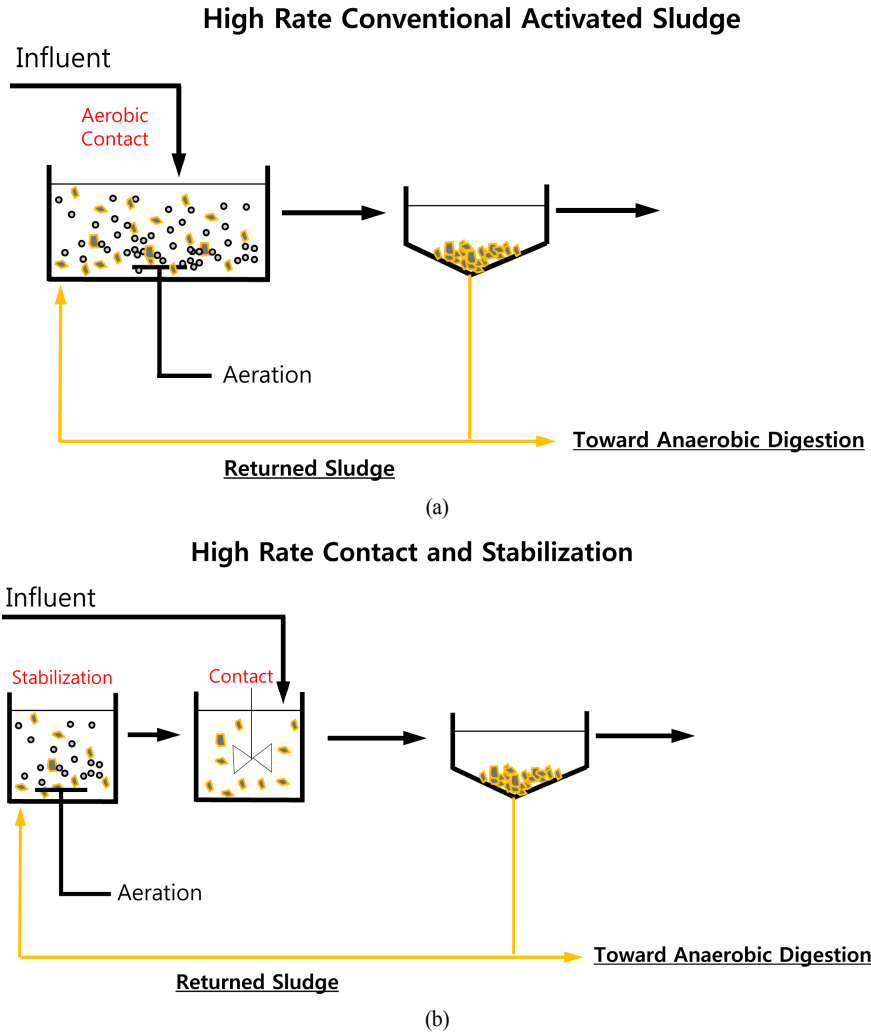 High Rate Conventional Activated Sludge
Influent
Aerobic
Contact
Aeration
Toward Anaerobic Digestion
Returned Sludge
(a)
High Rate Contact and Stabilization
Influent
Stabilization
Contact
Aeration
Toward Anaerobic Digestion
Returned Sludge
(b)